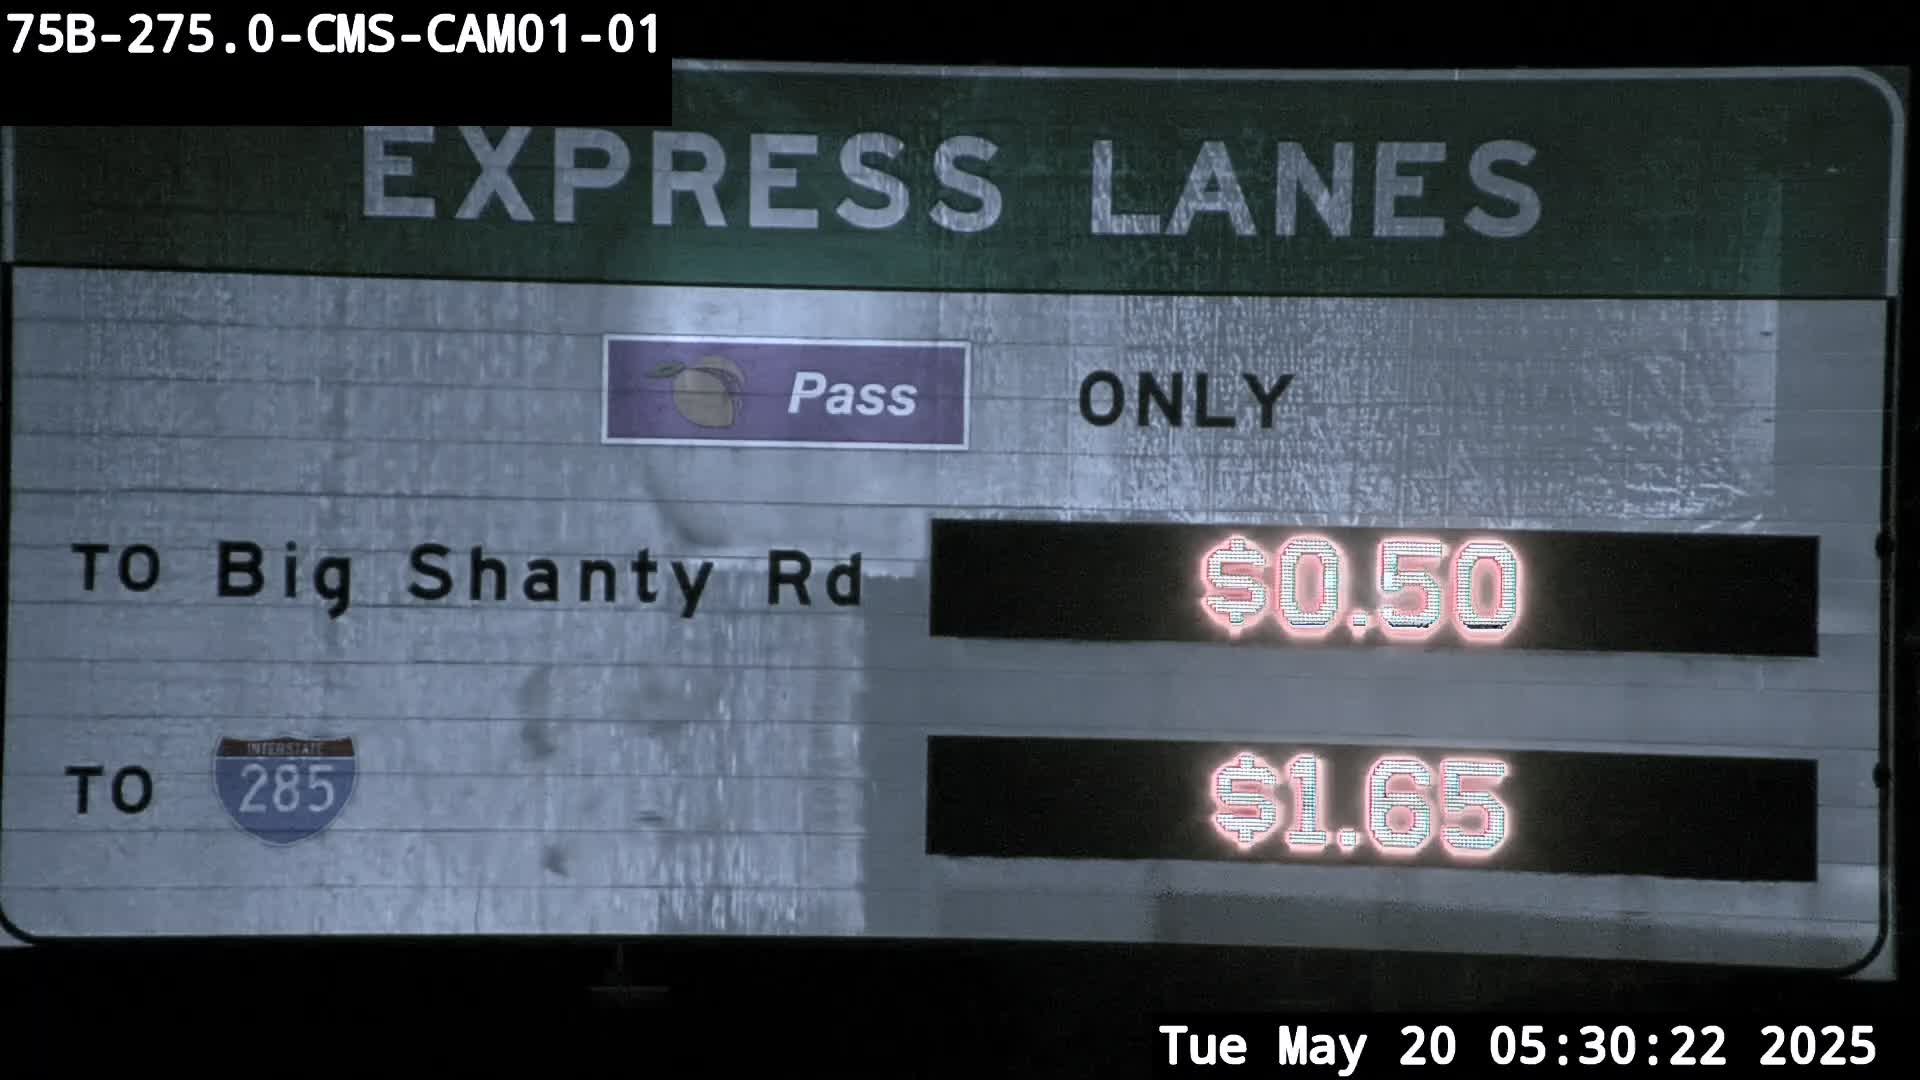 75B-275.0-CMS-CAM01-01
EXPRESS LANES
Pass ONLY
TO Big Shanty Rd $0.50
TO INTERSTATE 285 $1.65
Tue May 20 05:30:22 2025